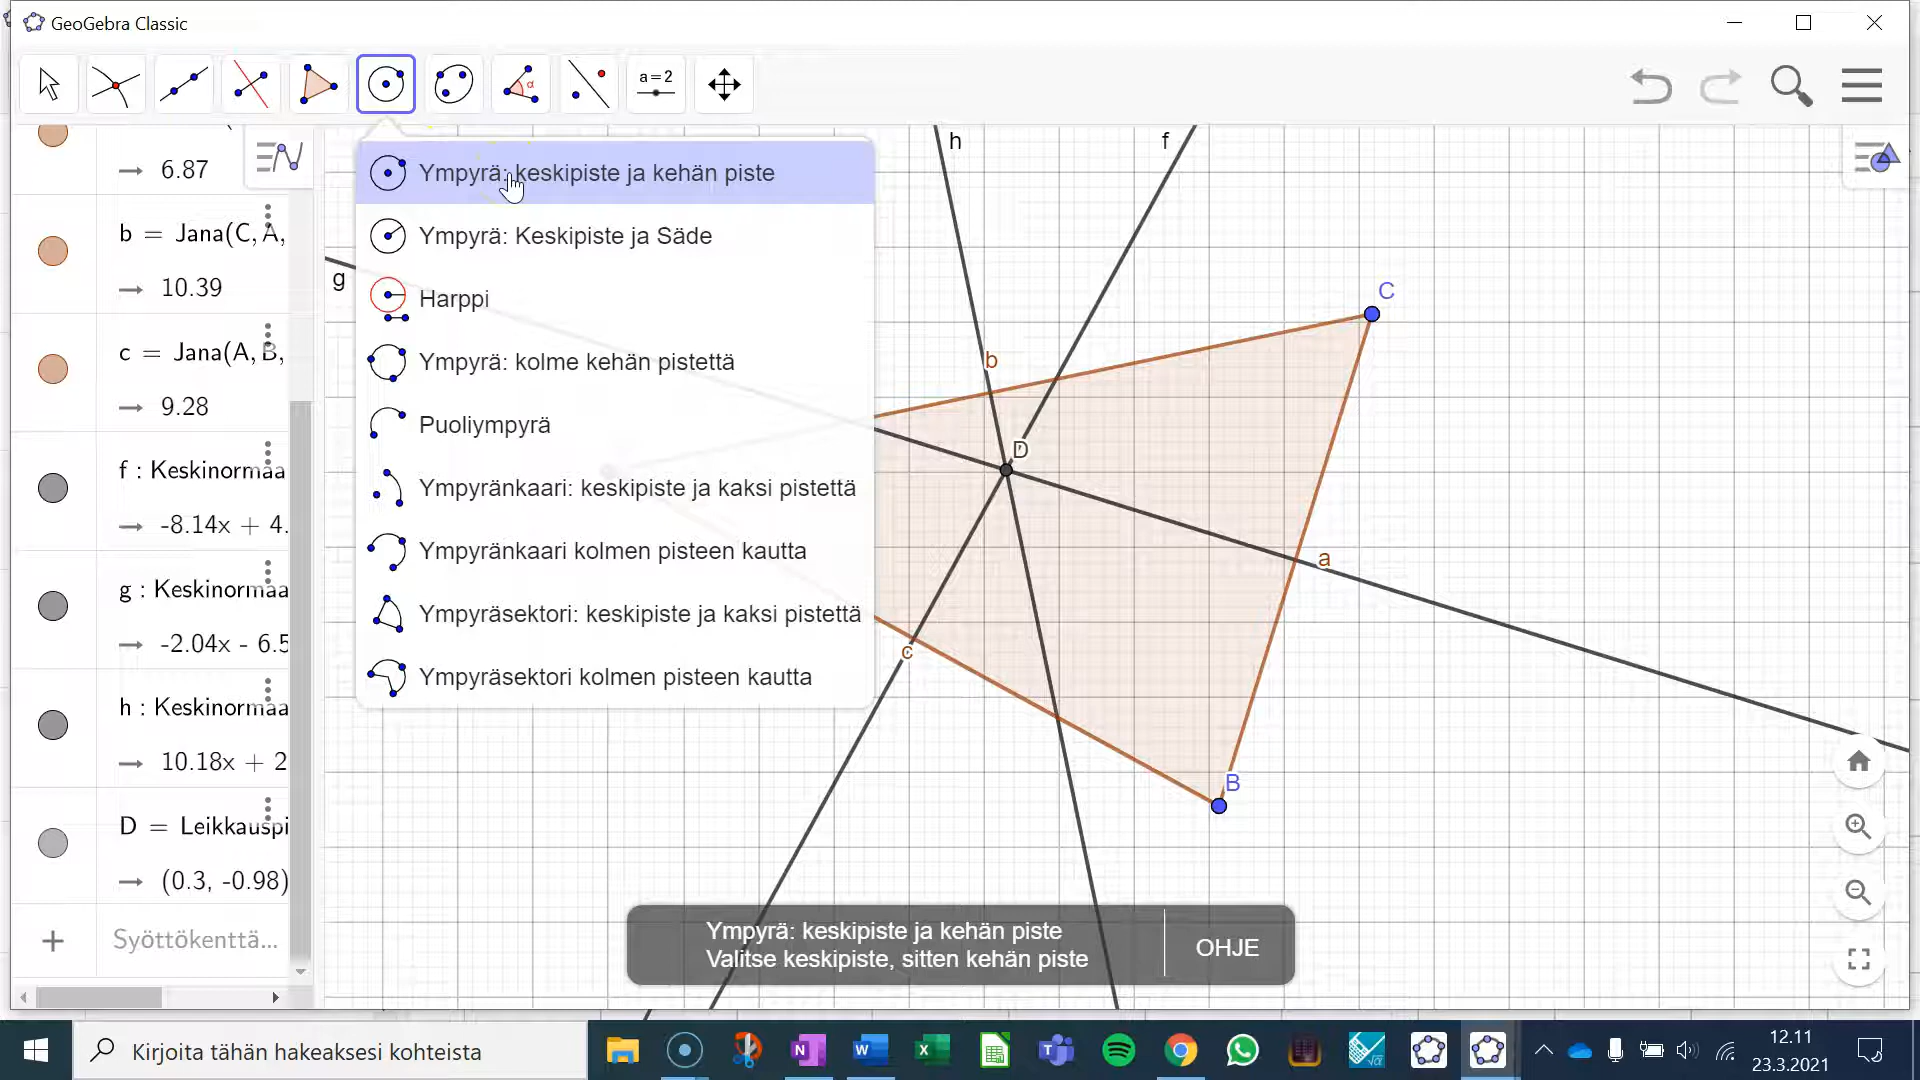 GeoGebra Classic
a = 2
α
→ 6.87
b = Jana(C, A,
→ 10.39
c = Jana(A, B,
→ 9.28
f : Keskinormaa
→ -8.14x + 4.
g : Keskinormaa
→ -2.04x - 6.5
h : Keskinormaa
→ 10.18x + 2
D = Leikkauspi
→ (0.3, -0.98)
+ Syöttökenttä...
Ympyrä: keskipiste ja kehän piste
Ympyrä: Keskipiste ja Säde
Harppi
Ympyrä: kolme kehän pistettä
Puoliympyrä
Ympyränkaari: keskipiste ja kaksi pistettä
Ympyränkaari kolmen pisteen kautta
Ympyräsektori: keskipiste ja kaksi pistettä
Ympyräsektori kolmen pisteen kautta
h
f
g
C
b
D
a
c
B
Ympyrä: keskipiste ja kehän piste
Valitse keskipiste, sitten kehän piste
OHJE
Kirjoita tähän hakeaksesi kohteista
12.11
23.3.2021